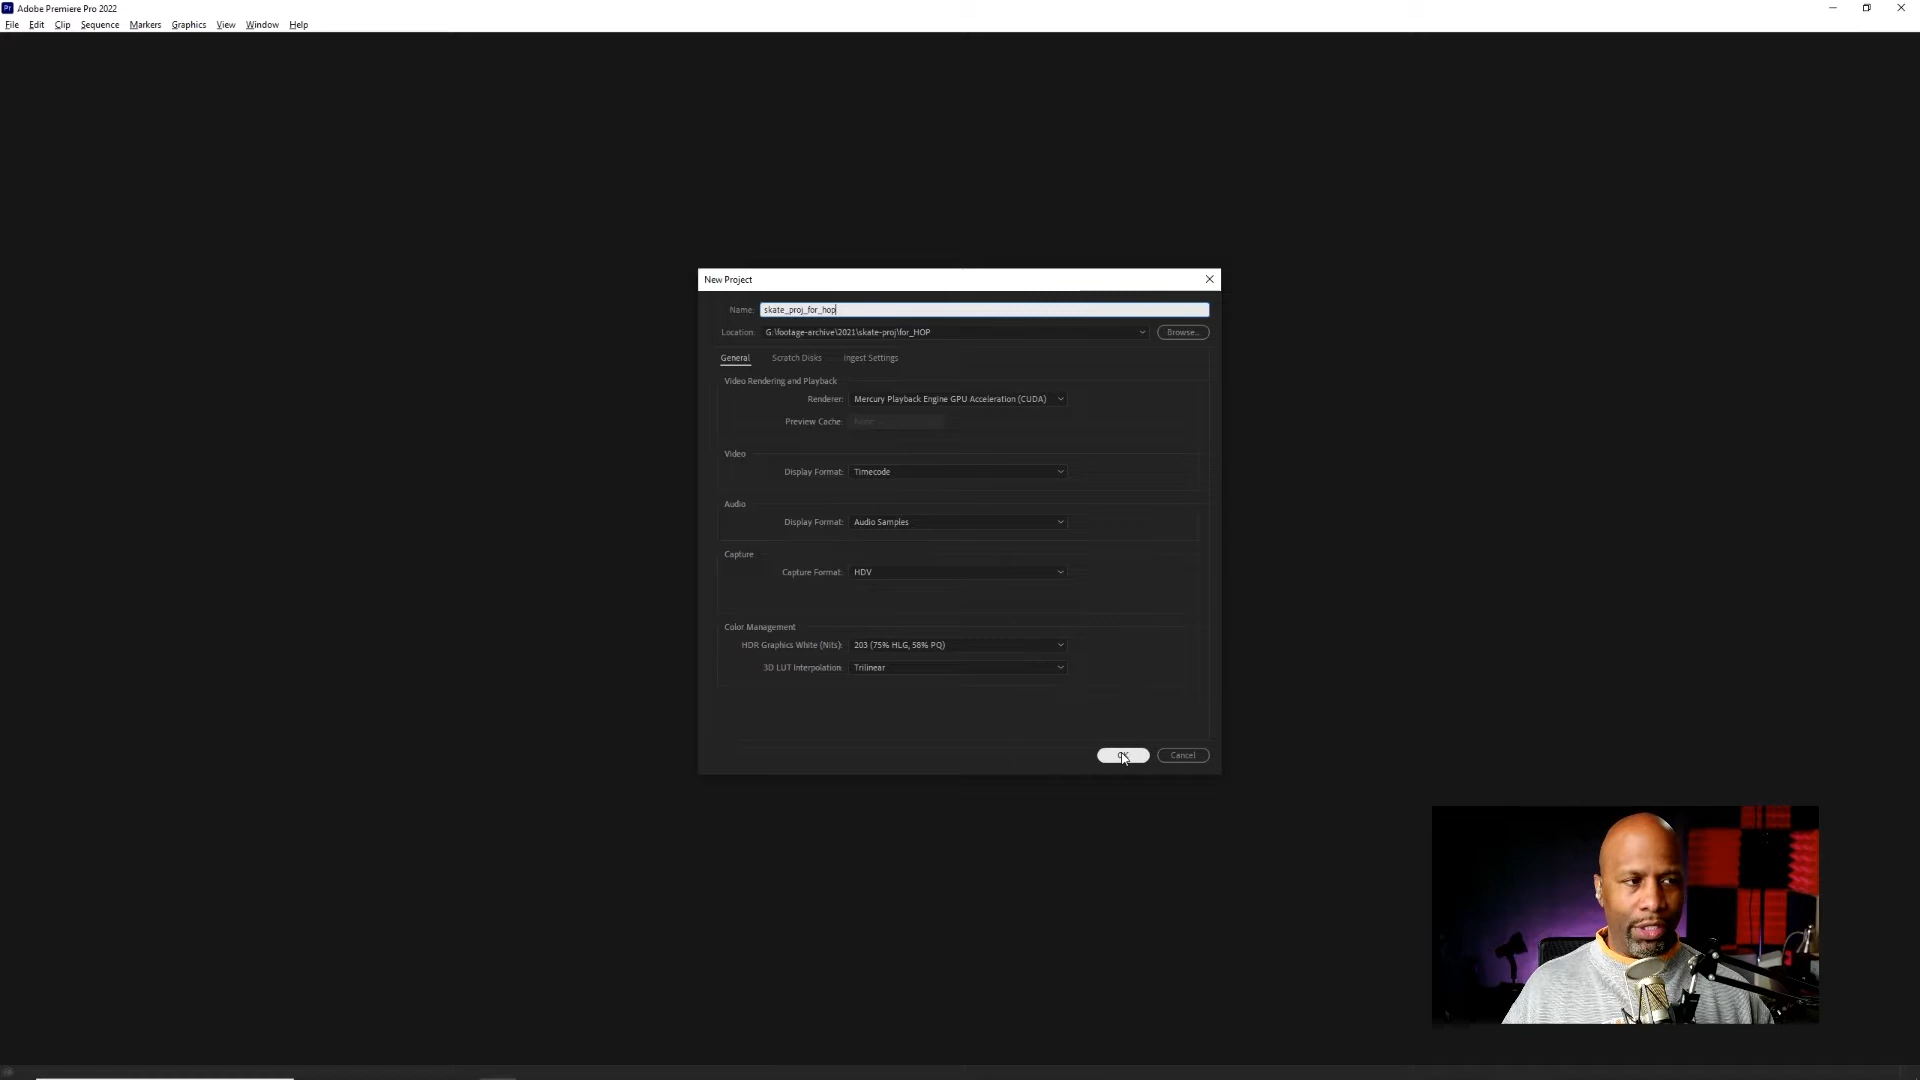 Pr Adobe Premiere Pro 2022
File Edit Clip Sequence Markers Graphics View Window Help
New Project
Name: skate_proj_for_hop
Location: G:\footage-archive\2021\skate-proj\for_HOP Browse...
General Scratch Disks Ingest Settings
Video Rendering and Playback
Renderer: Mercury Playback Engine GPU Acceleration (CUDA)
Preview Cache: None
Video
Display Format: Timecode
Audio
Display Format: Audio Samples
Capture
Capture Format: HDV
Color Management
HDR Graphics White (Nits): 203 (75% HLG, 58% PQ)
3D LUT Interpolation: Trilinear
OK Cancel